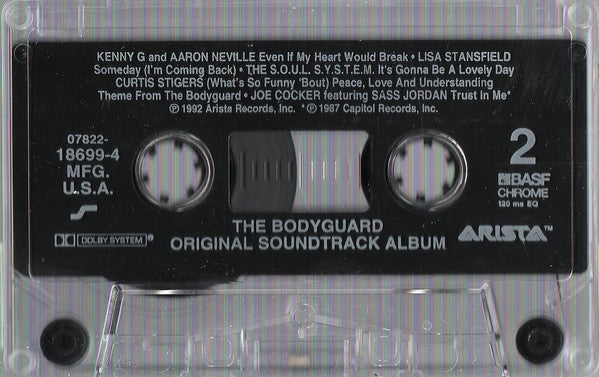 KENNY G and AARON NEVILLE Even If My Heart Would Break • LISA STANSFIELD
Someday (I'm Coming Back) • THE S.O.U.L. S.Y.S.T.E.M. It's Gonna Be A Lovely Day
CURTIS STIGERS (What's So Funny 'Bout) Peace, Love And Understanding
Theme From The Bodyguard • JOE COCKER featuring SASS JORDAN Trust In Me*
℗ 1992 Arista Records, Inc. *℗ 1987 Capitol Records, Inc.
07822-
18699-4
MFG.
U.S.A.
2
BASF
CHROME
120 ms EQ
DOLBY SYSTEM®
THE BODYGUARD
ORIGINAL SOUNDTRACK ALBUM
ARISTA™